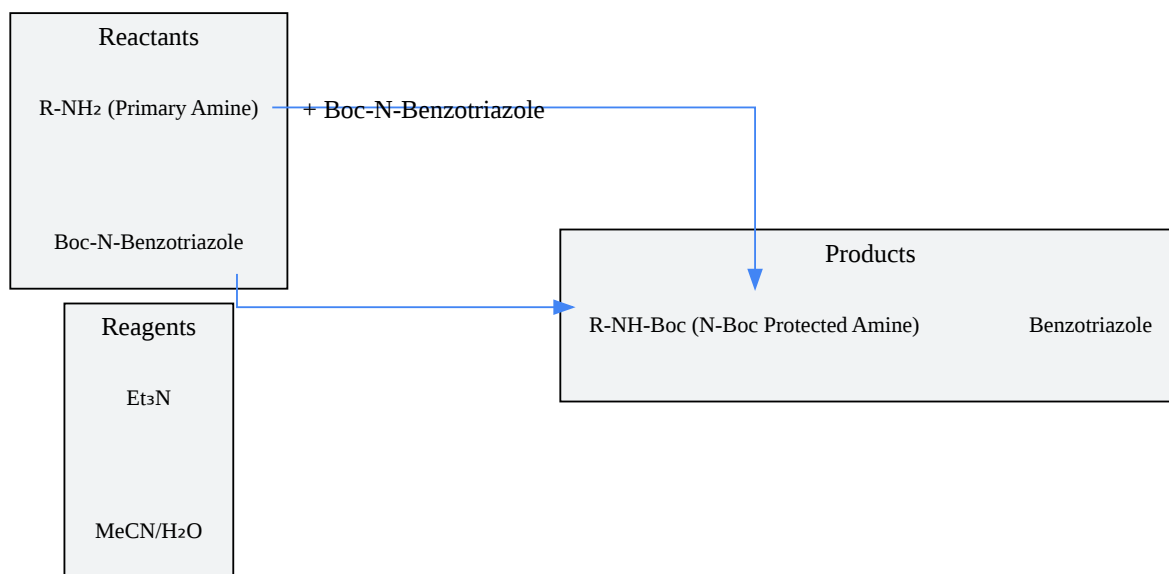 Reactants
R-NH₂ (Primary Amine)
+ Boc-N-Benzotriazole
Boc-N-Benzotriazole
Products
R-NH-Boc (N-Boc Protected Amine)
Benzotriazole
Reagents
Et₃N
MeCN/H₂O